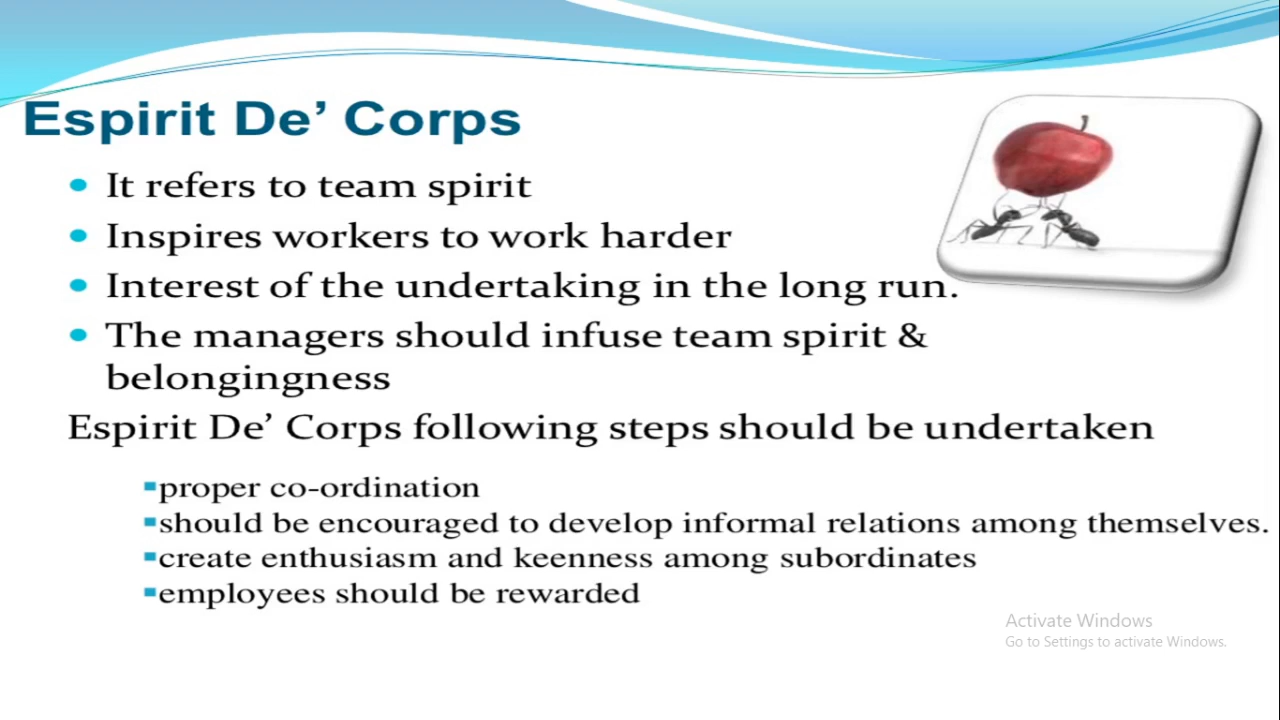 Espirit De’ Corps
• It refers to team spirit
• Inspires workers to work harder
• Interest of the undertaking in the long run.
• The managers should infuse team spirit &
belongingness
Espirit De’ Corps following steps should be undertaken
▪proper co-ordination
▪should be encouraged to develop informal relations among themselves.
▪create enthusiasm and keenness among subordinates
▪employees should be rewarded
Activate Windows
Go to Settings to activate Windows.